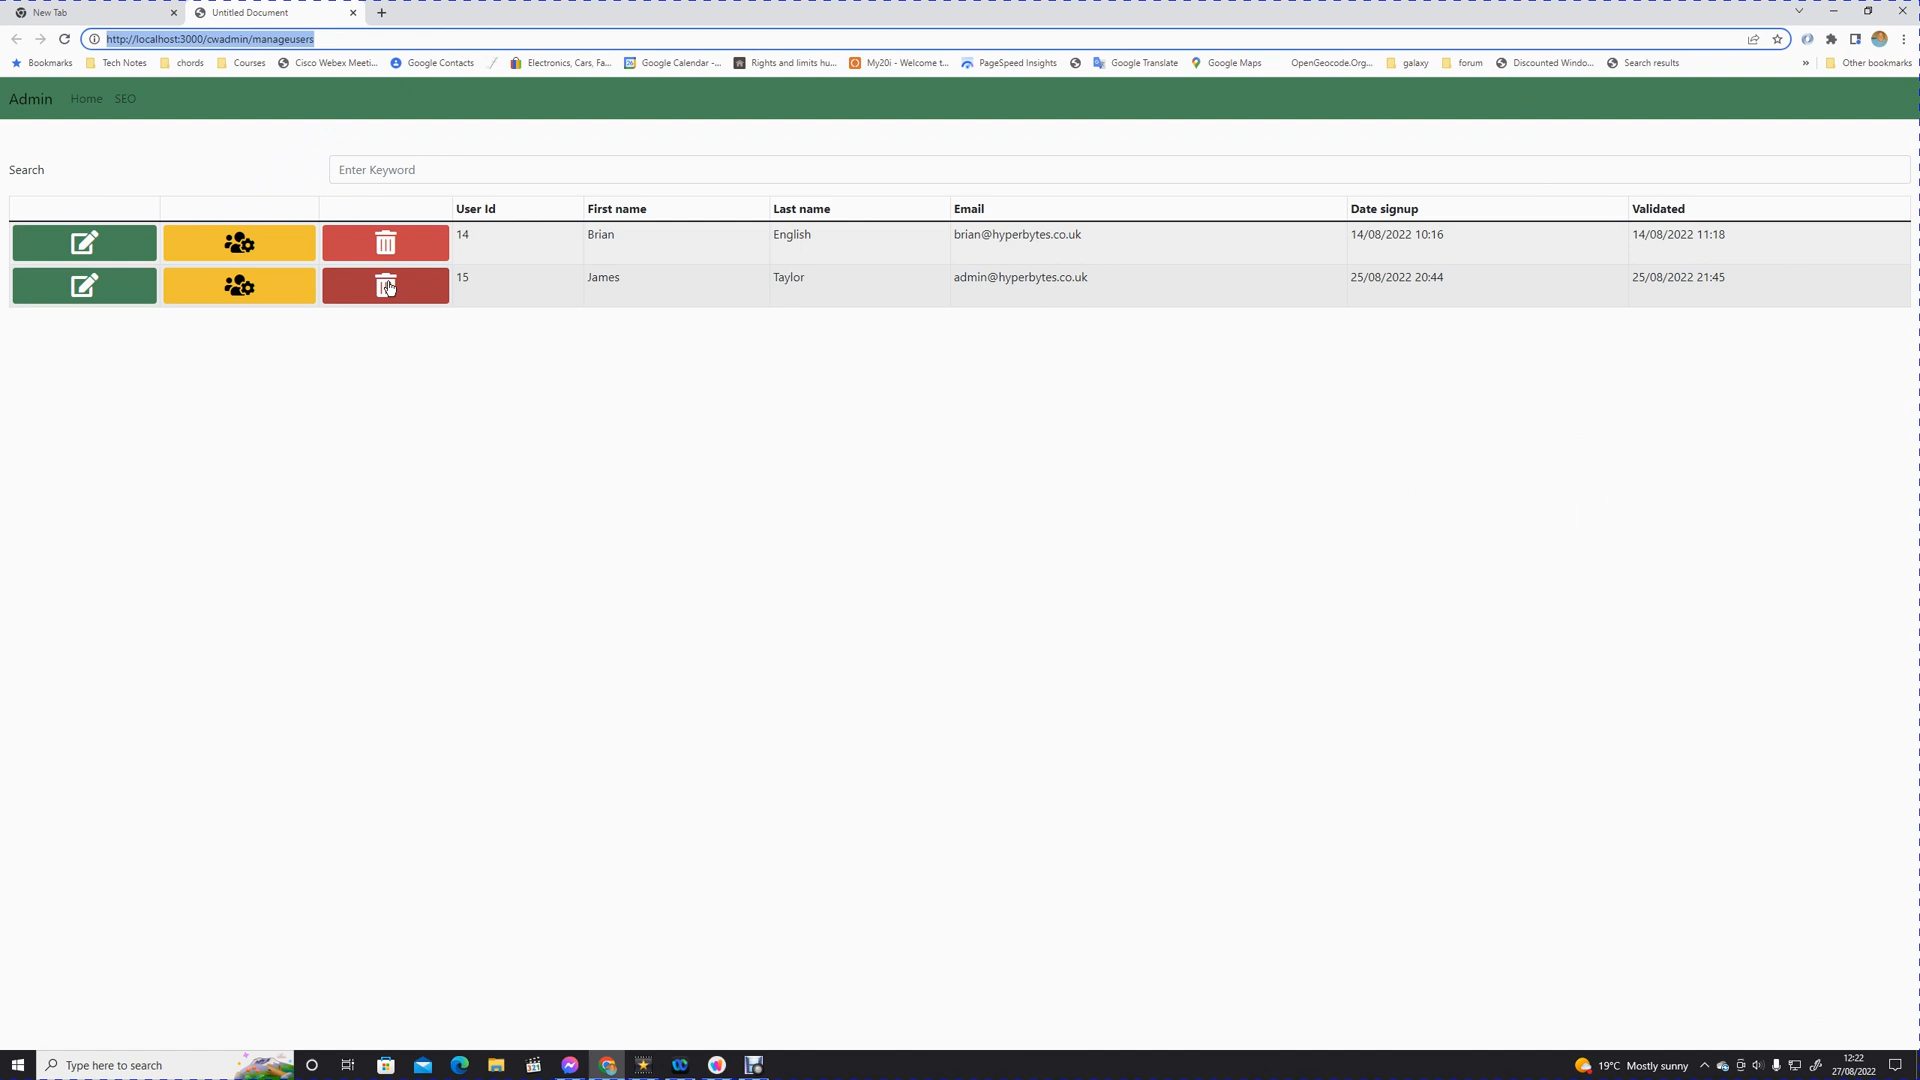 New Tab
Untitled Document
http://localhost:3000/cwadmin/manageusers
Bookmarks Tech Notes chords Courses Cisco Webex Meeti... Google Contacts Electronics, Cars, Fa... Google Calendar -... Rights and limits hu... My20i - Welcome t... PageSpeed Insights Google Translate Google Maps OpenGeocode.Org... galaxy forum Discounted Windo... Search results » Other bookmarks
Admin Home SEO
Search Enter Keyword
User Id First name Last name Email Date signup Validated
14 Brian English brian@hyperbytes.co.uk 14/08/2022 10:16 14/08/2022 11:18
15 James Taylor admin@hyperbytes.co.uk 25/08/2022 20:44 25/08/2022 21:45
Type here to search
19°C Mostly sunny
12:22
27/08/2022